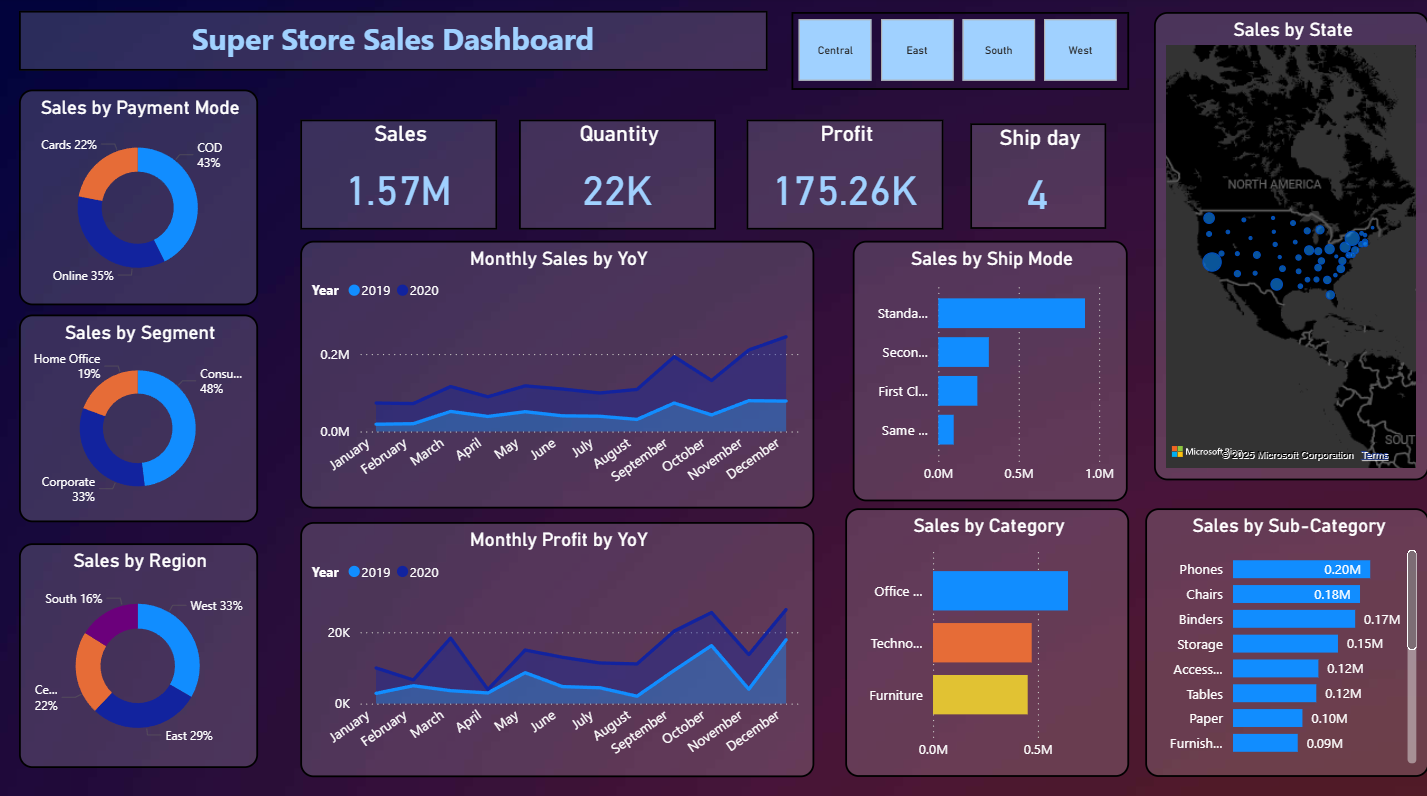 Super Store Sales Dashboard
Central
East
South
West
Sales by State
NORTH AMERICA
SOUT
Microsoft Bing
© 2025 Microsoft Corporation Terms
Sales by Payment Mode
Cards 22%
COD
43%
Online 35%
Sales
1.57M
Quantity
22K
Profit
175.26K
Ship day
4
Sales by Segment
Home Office
19%
Consu...
48%
Corporate
33%
Monthly Sales by YoY
Year 2019 2020
0.2M
0.0M
January
February
March
April
May
June
July
August
September
October
November
December
Sales by Ship Mode
Standa...
Secon...
First Cl...
Same ...
0.0M 0.5M 1.0M
Sales by Region
South 16%
West 33%
Ce...
22%
East 29%
Monthly Profit by YoY
Year 2019 2020
20K
0K
January
February
March
April
May
June
July
August
September
October
November
December
Sales by Category
Office ...
Techno...
Furniture
0.0M 0.5M
Sales by Sub-Category
Phones 0.20M
Chairs 0.18M
Binders 0.17M
Storage 0.15M
Access... 0.12M
Tables 0.12M
Paper 0.10M
Furnish... 0.09M